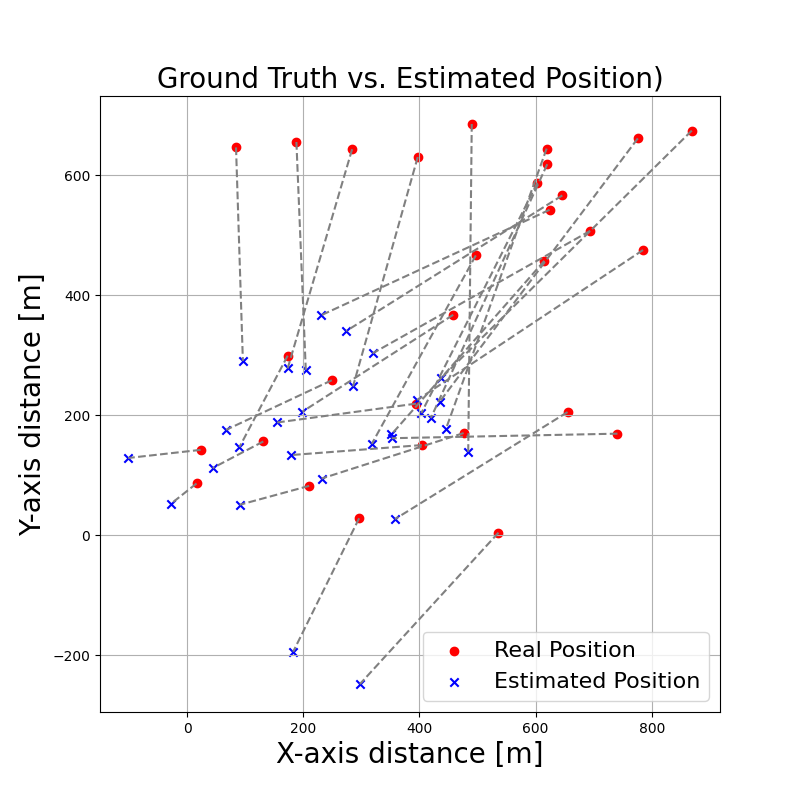 Ground Truth vs. Estimated Position)
Y-axis distance [m]
600
400
200
0
−200
0 200 400 600 800
X-axis distance [m]
Real Position
Estimated Position